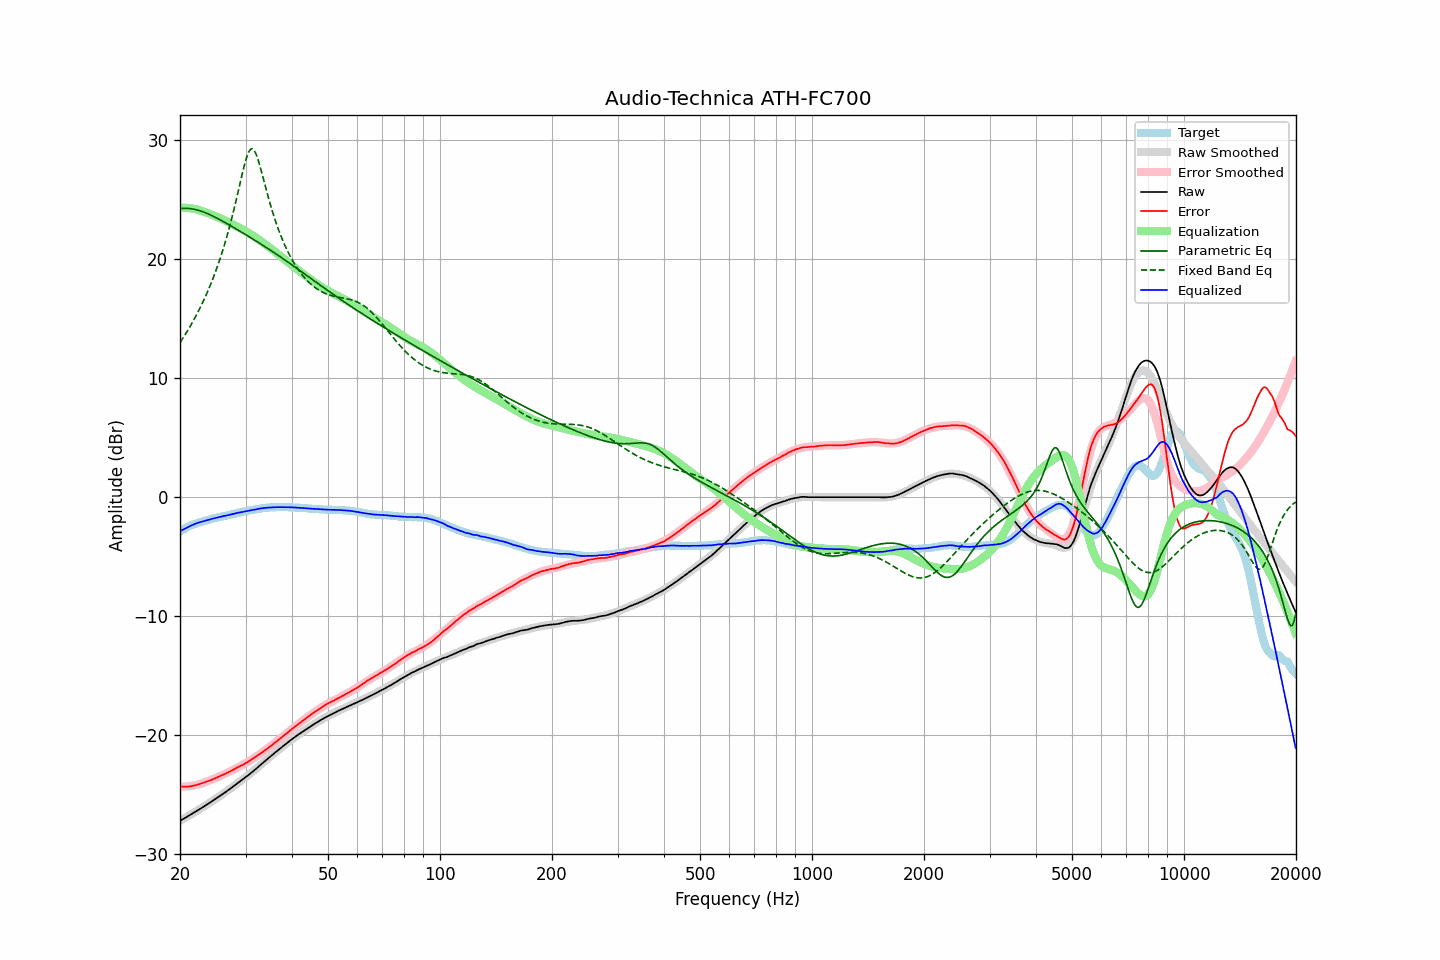 Audio-Technica ATH-FC700
Target
Raw Smoothed
Error Smoothed
Raw
Error
Equalization
Parametric Eq
Fixed Band Eq
Equalized
Amplitude (dBr)
30
20
10
0
−10
−20
−30
20
50
100
200
500
1000
2000
5000
10000
20000
Frequency (Hz)